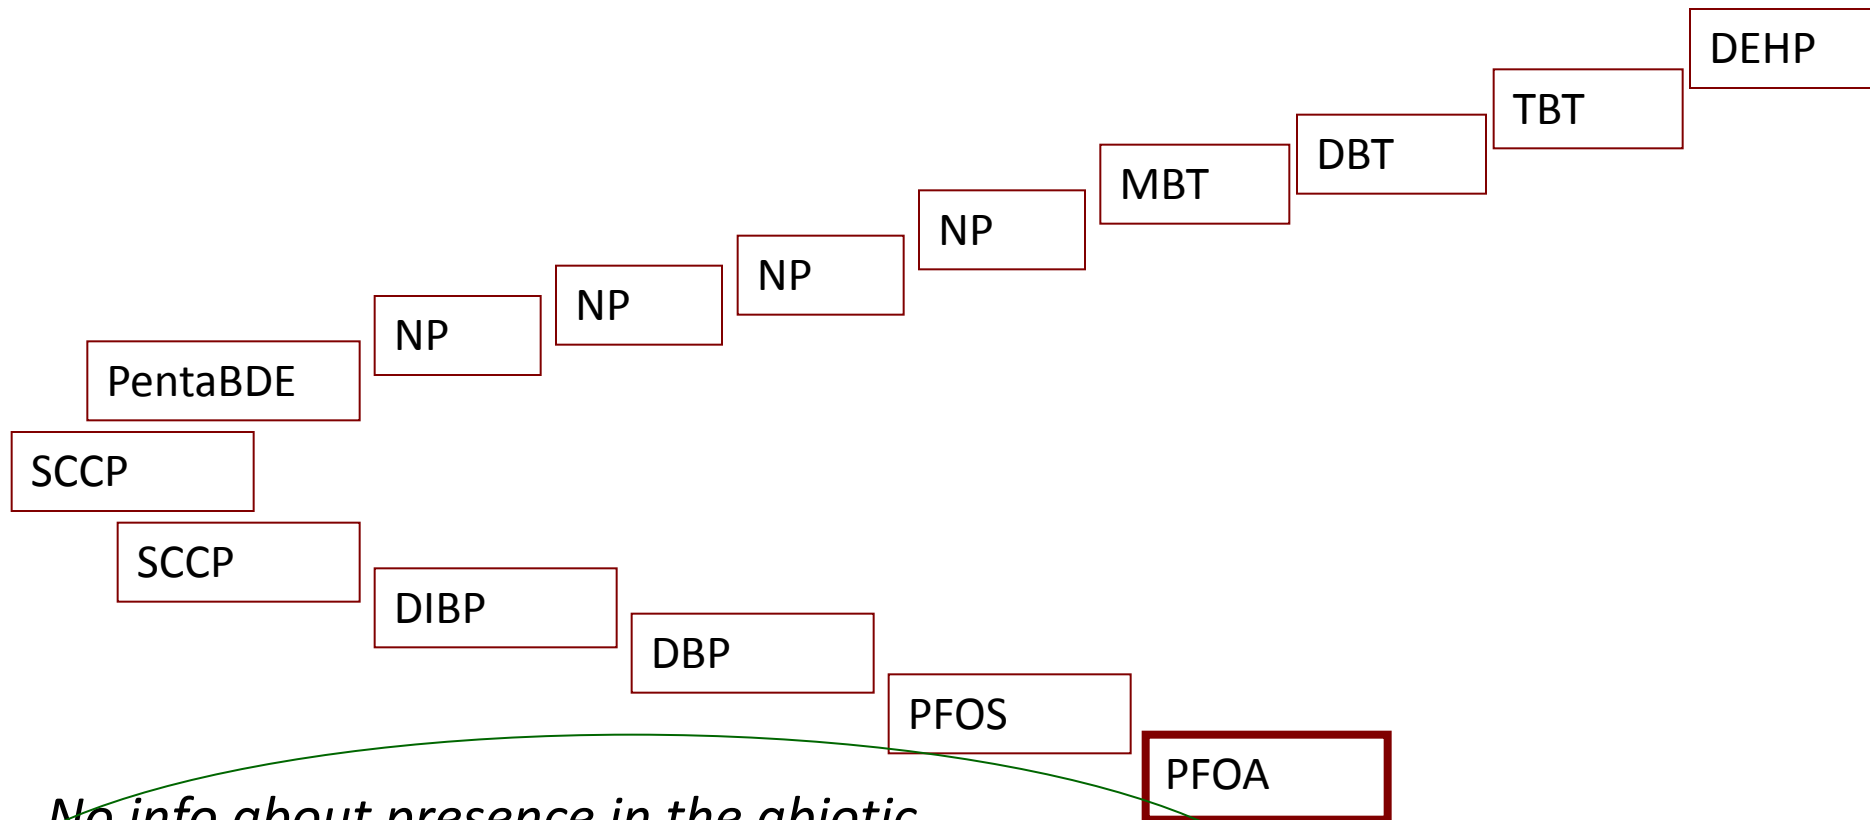 DEHP
TBT
DBT
MBT
NP
NP
NP
NP
PentaBDE
SCCP
SCCP
DIBP
DBP
PFOS
PFOA
No info about presence in the abiotic